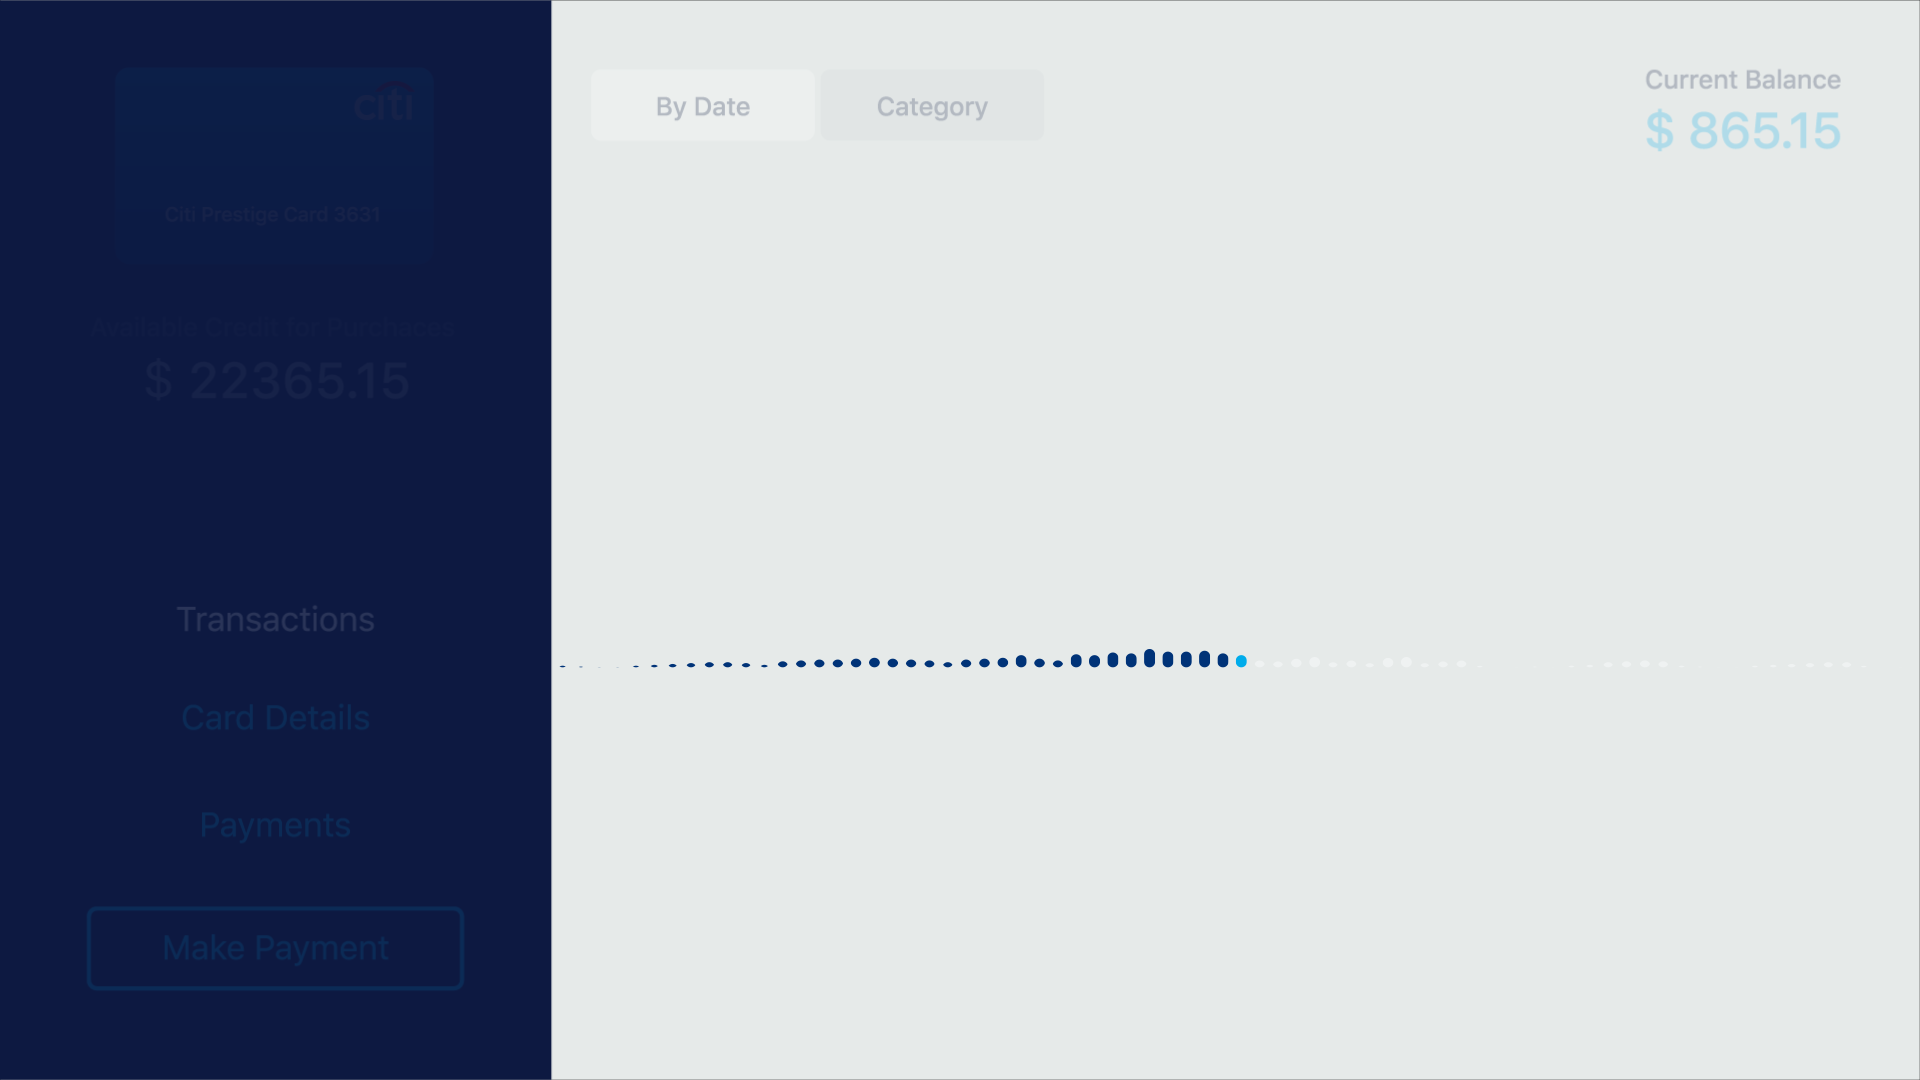 citi
Citi Prestige Card 3631
Available Credit for Purchaces
$ 22365.15
Transactions
Card Details
Payments
Make Payment
By Date
Category
Current Balance
$ 865.15